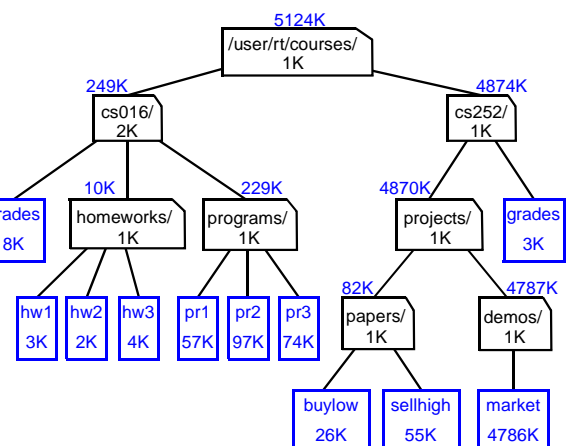 5124K
/user/rt/courses/
1K
249K
cs016/
2K
4874K
cs252/
1K
rades
8K
10K
homeworks/
1K
229K
programs/
1K
4870K
projects/
1K
grades
3K
hw1
3K
hw2
2K
hw3
4K
pr1
57K
pr2
97K
pr3
74K
82K
papers/
1K
4787K
demos/
1K
buylow
26K
sellhigh
55K
market
4786K